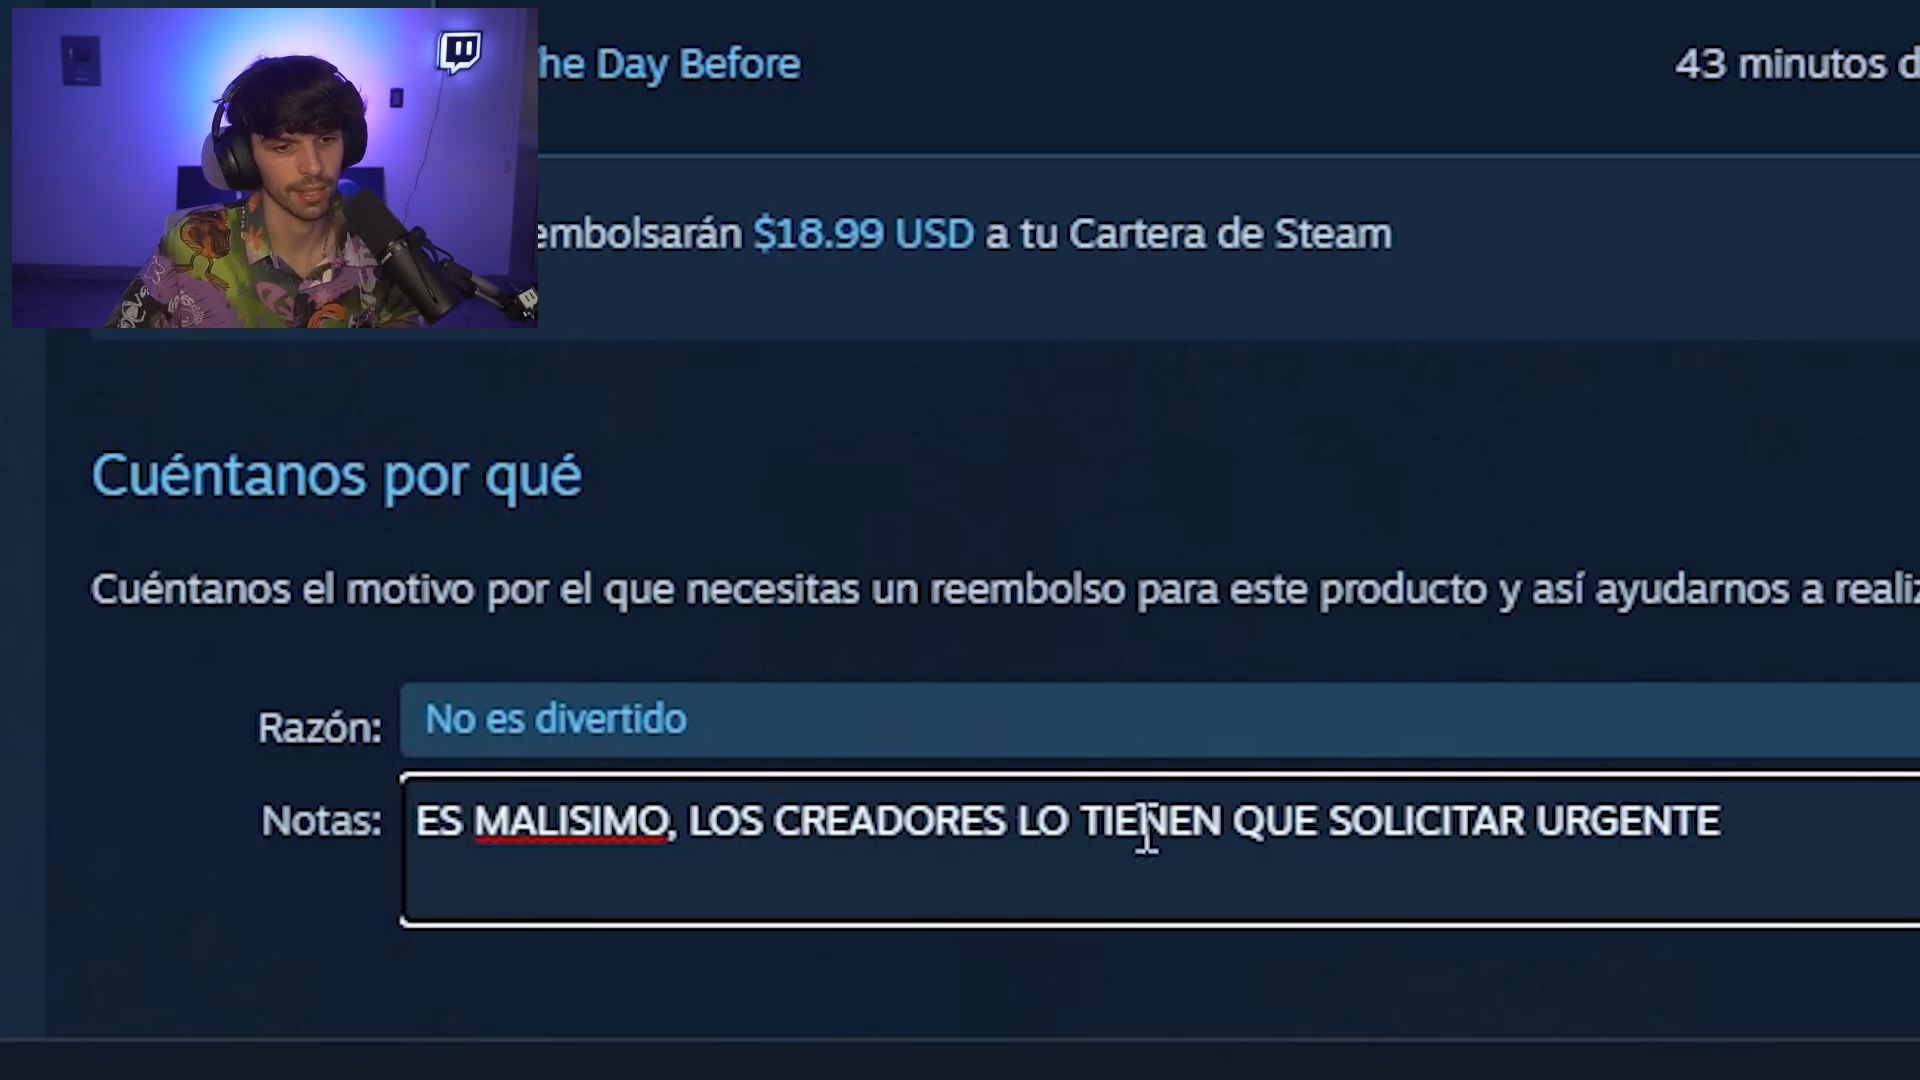 he Day Before
43 minutos d
embolsarán $18.99 USD a tu Cartera de Steam
Cuéntanos por qué
Cuéntanos el motivo por el que necesitas un reembolso para este producto y así ayudarnos a realiz
Razón: No es divertido
Notas: ES MALISIMO, LOS CREADORES LO TIENEN QUE SOLICITAR URGENTE